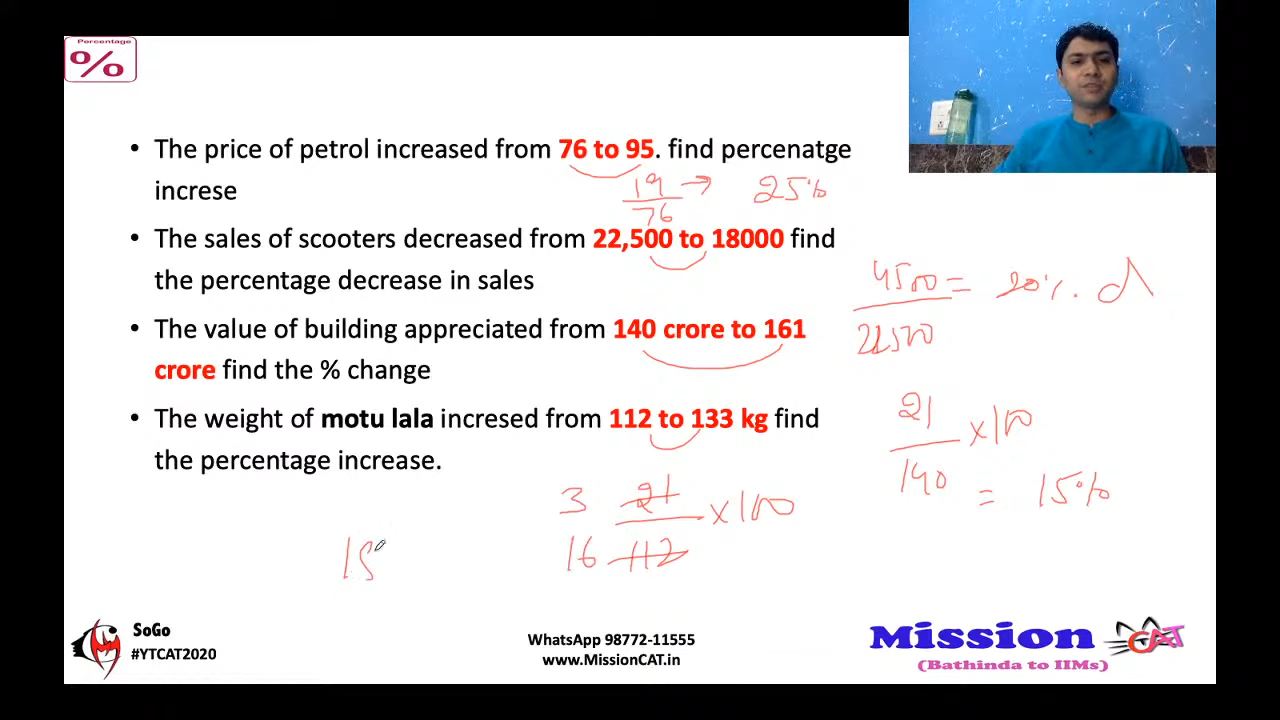 Percentage
%
• The price of petrol increased from 76 to 95. find percenatge
increse
19
76
→ 25%
• The sales of scooters decreased from 22,500 to 18000 find
the percentage decrease in sales
4500
22500
= 20%. d
• The value of building appreciated from 140 crore to 161
crore find the % change
21
140
x100
= 15%
• The weight of motu lala incresed from 112 to 133 kg find
the percentage increase.
3 21
16 112
x100
SoGo
#YTCAT2020
WhatsApp 98772-11555
www.MissionCAT.in
Mission CAT
(Bathinda to IIMs)